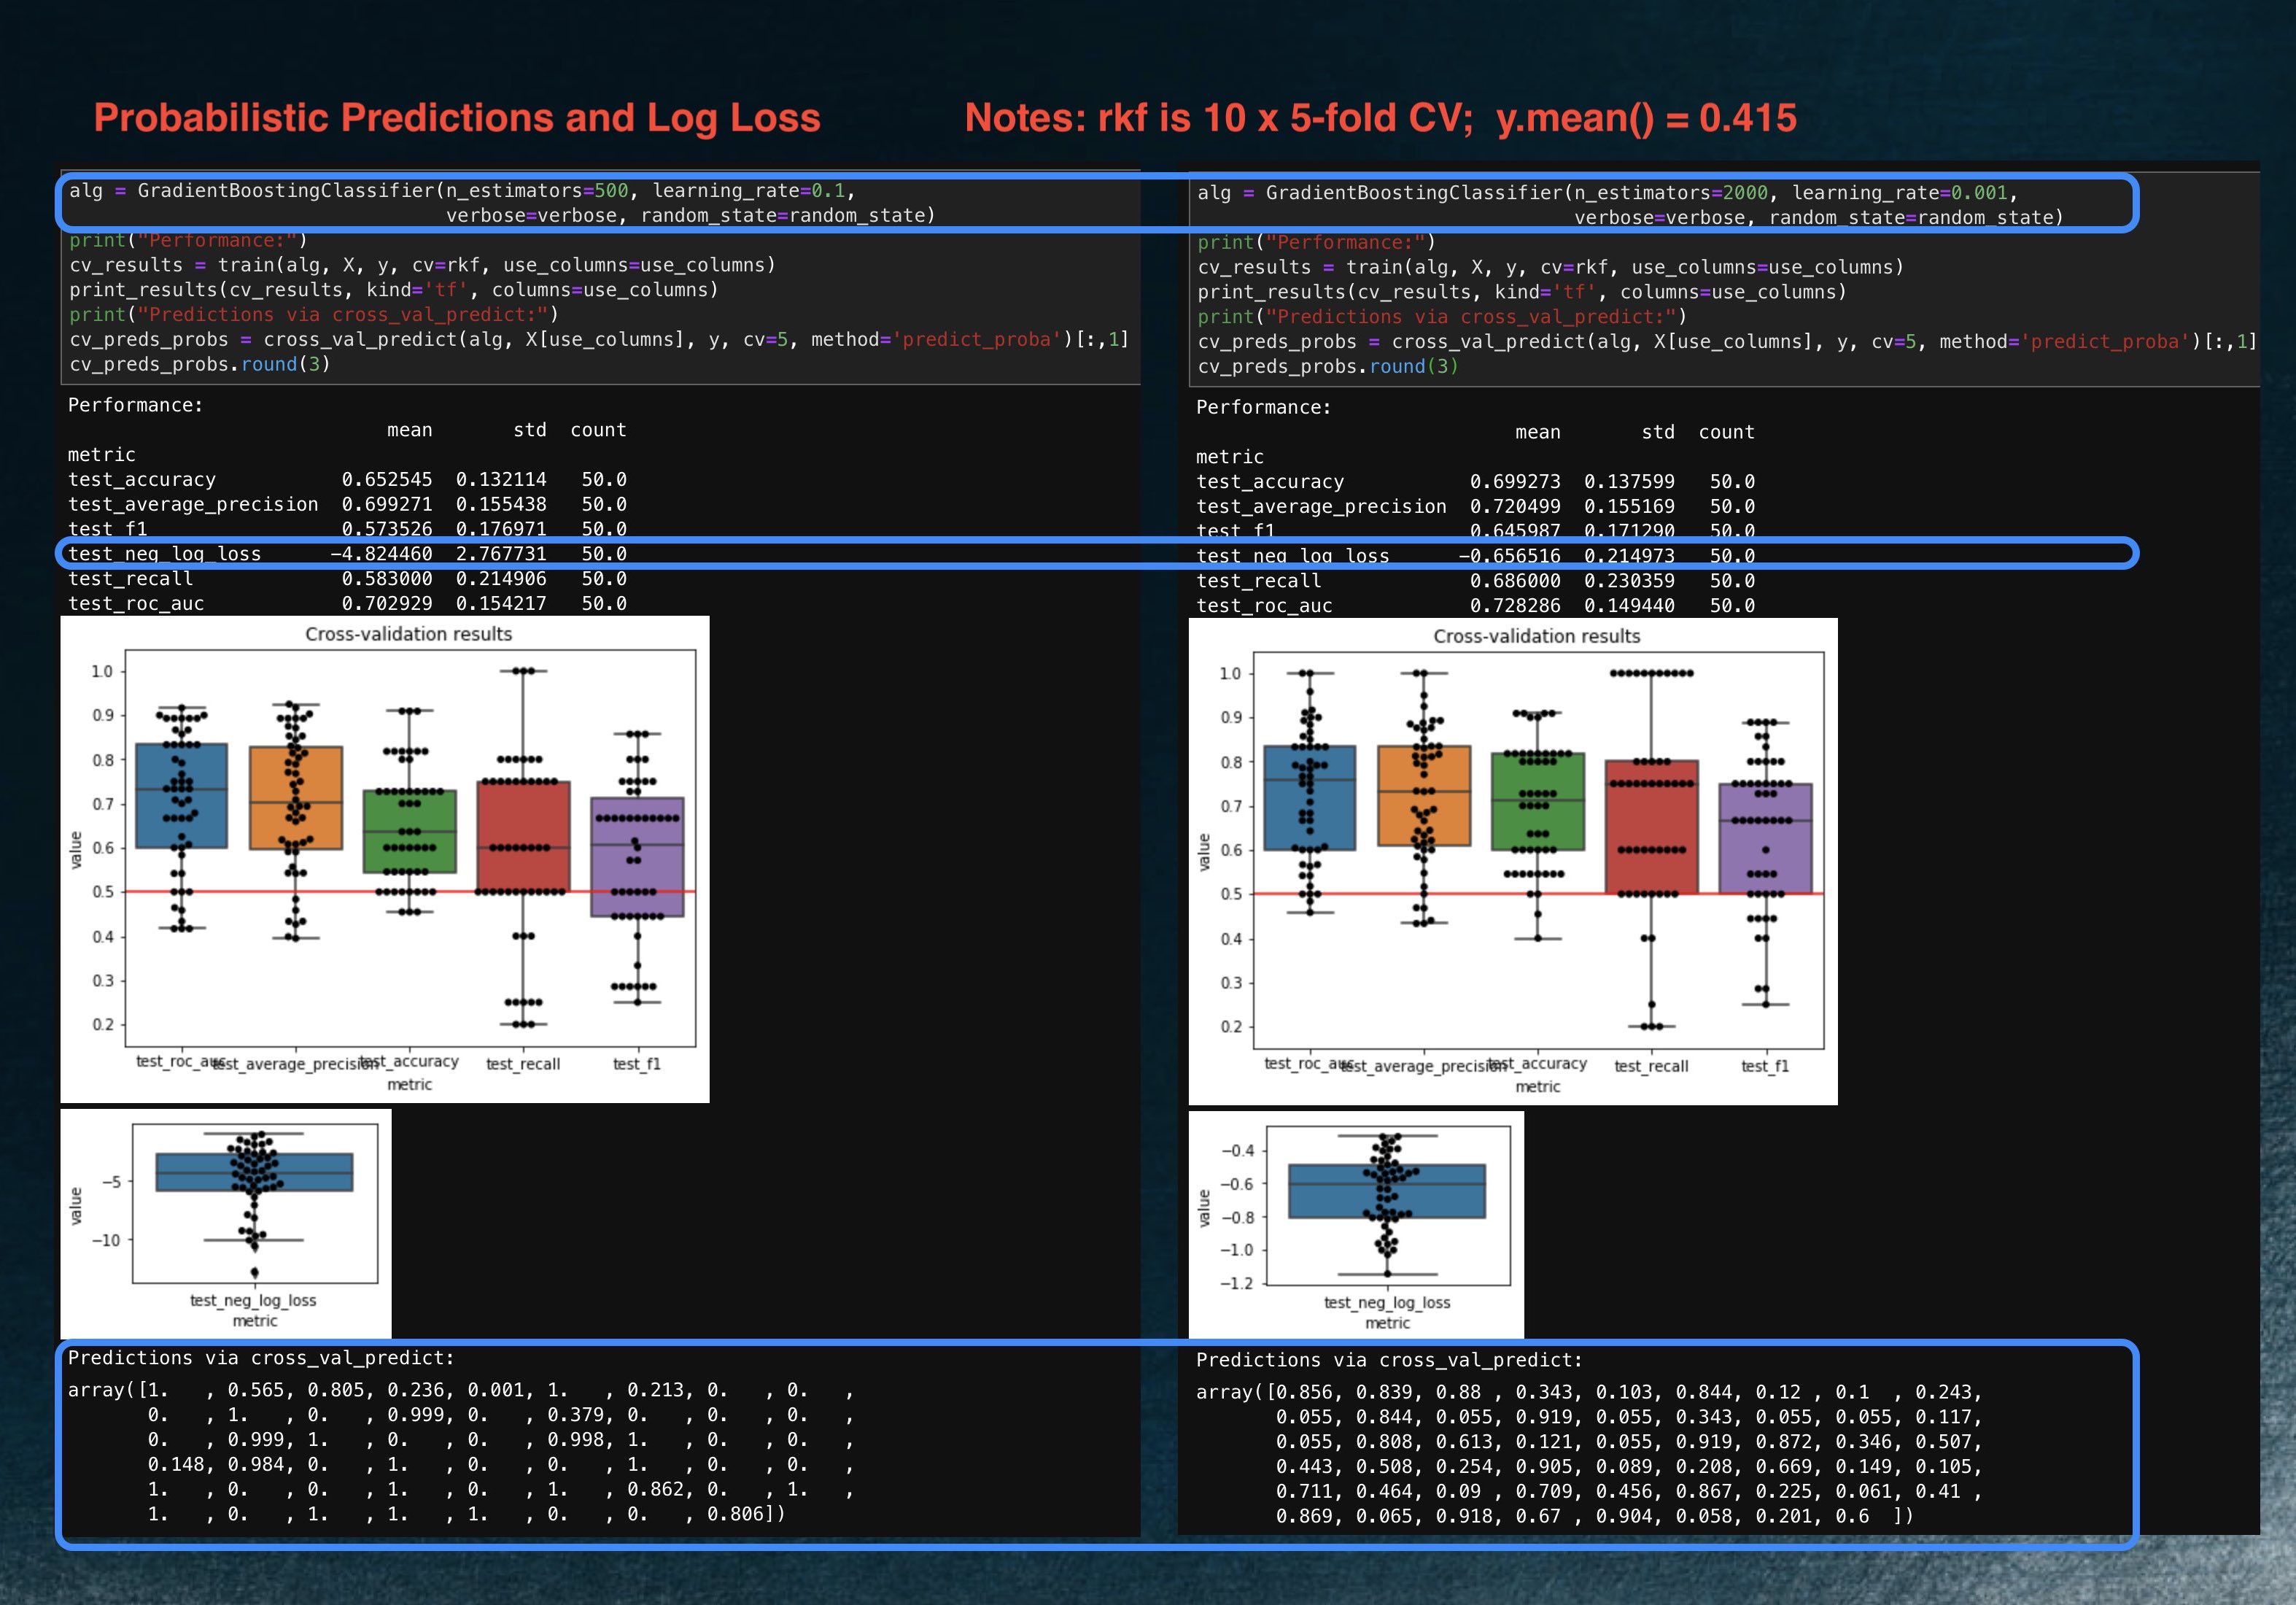 Probabilistic Predictions and Log Loss
Notes: rkf is 10 x 5-fold CV;  y.mean() = 0.415
alg = GradientBoostingClassifier(n_estimators=500, learning_rate=0.1,
verbose=verbose, random_state=random_state)
print("Performance:")
cv_results = train(alg, X, y, cv=rkf, use_columns=use_columns)
print_results(cv_results, kind='tf', columns=use_columns)
print("Predictions via cross_val_predict:")
cv_preds_probs = cross_val_predict(alg, X[use_columns], y, cv=5, method='predict_proba')[:,1]
cv_preds_probs.round(3)
Performance:
mean std count
metric
test_accuracy 0.652545 0.132114 50.0
test_average_precision 0.699271 0.155438 50.0
test_f1 0.573526 0.176971 50.0
test_neg_log_loss −4.824460 2.767731 50.0
test_recall 0.583000 0.214906 50.0
test_roc_auc 0.702929 0.154217 50.0
Cross-validation results
1.0
0.9
0.8
0.7
0.6
0.5
0.4
0.3
0.2
value
test_roc_auc test_average_precision test_accuracy test_recall test_f1
metric
−5
−10
value
test_neg_log_loss
metric
Predictions via cross_val_predict:
array([1.   , 0.565, 0.805, 0.236, 0.001, 1.   , 0.213, 0.   , 0.   ,
0.   , 1.   , 0.   , 0.999, 0.   , 0.379, 0.   , 0.   , 0.   ,
0.   , 0.999, 1.   , 0.   , 0.   , 0.998, 1.   , 0.   , 0.   ,
0.148, 0.984, 0.   , 1.   , 0.   , 0.   , 1.   , 0.   , 0.   ,
1.   , 0.   , 0.   , 1.   , 0.   , 1.   , 0.862, 0.   , 1.   ,
1.   , 0.   , 1.   , 1.   , 1.   , 0.   , 0.   , 0.806])
alg = GradientBoostingClassifier(n_estimators=2000, learning_rate=0.001,
verbose=verbose, random_state=random_state)
print("Performance:")
cv_results = train(alg, X, y, cv=rkf, use_columns=use_columns)
print_results(cv_results, kind='tf', columns=use_columns)
print("Predictions via cross_val_predict:")
cv_preds_probs = cross_val_predict(alg, X[use_columns], y, cv=5, method='predict_proba')[:,1]
cv_preds_probs.round(3)
Performance:
mean std count
metric
test_accuracy 0.699273 0.137599 50.0
test_average_precision 0.720499 0.155169 50.0
test_f1 0.645987 0.171290 50.0
test_neg_log_loss −0.656516 0.214973 50.0
test_recall 0.686000 0.230359 50.0
test_roc_auc 0.728286 0.149440 50.0
Cross-validation results
1.0
0.9
0.8
0.7
0.6
0.5
0.4
0.3
0.2
value
test_roc_auc test_average_precision test_accuracy test_recall test_f1
metric
−0.4
−0.6
−0.8
−1.0
−1.2
value
test_neg_log_loss
metric
Predictions via cross_val_predict:
array([0.856, 0.839, 0.88 , 0.343, 0.103, 0.844, 0.12 , 0.1  , 0.243,
0.055, 0.844, 0.055, 0.919, 0.055, 0.343, 0.055, 0.055, 0.117,
0.055, 0.808, 0.613, 0.121, 0.055, 0.919, 0.872, 0.346, 0.507,
0.443, 0.508, 0.254, 0.905, 0.089, 0.208, 0.669, 0.149, 0.105,
0.711, 0.464, 0.09 , 0.709, 0.456, 0.867, 0.225, 0.061, 0.41 ,
0.869, 0.065, 0.918, 0.67 , 0.904, 0.058, 0.201, 0.6  ])